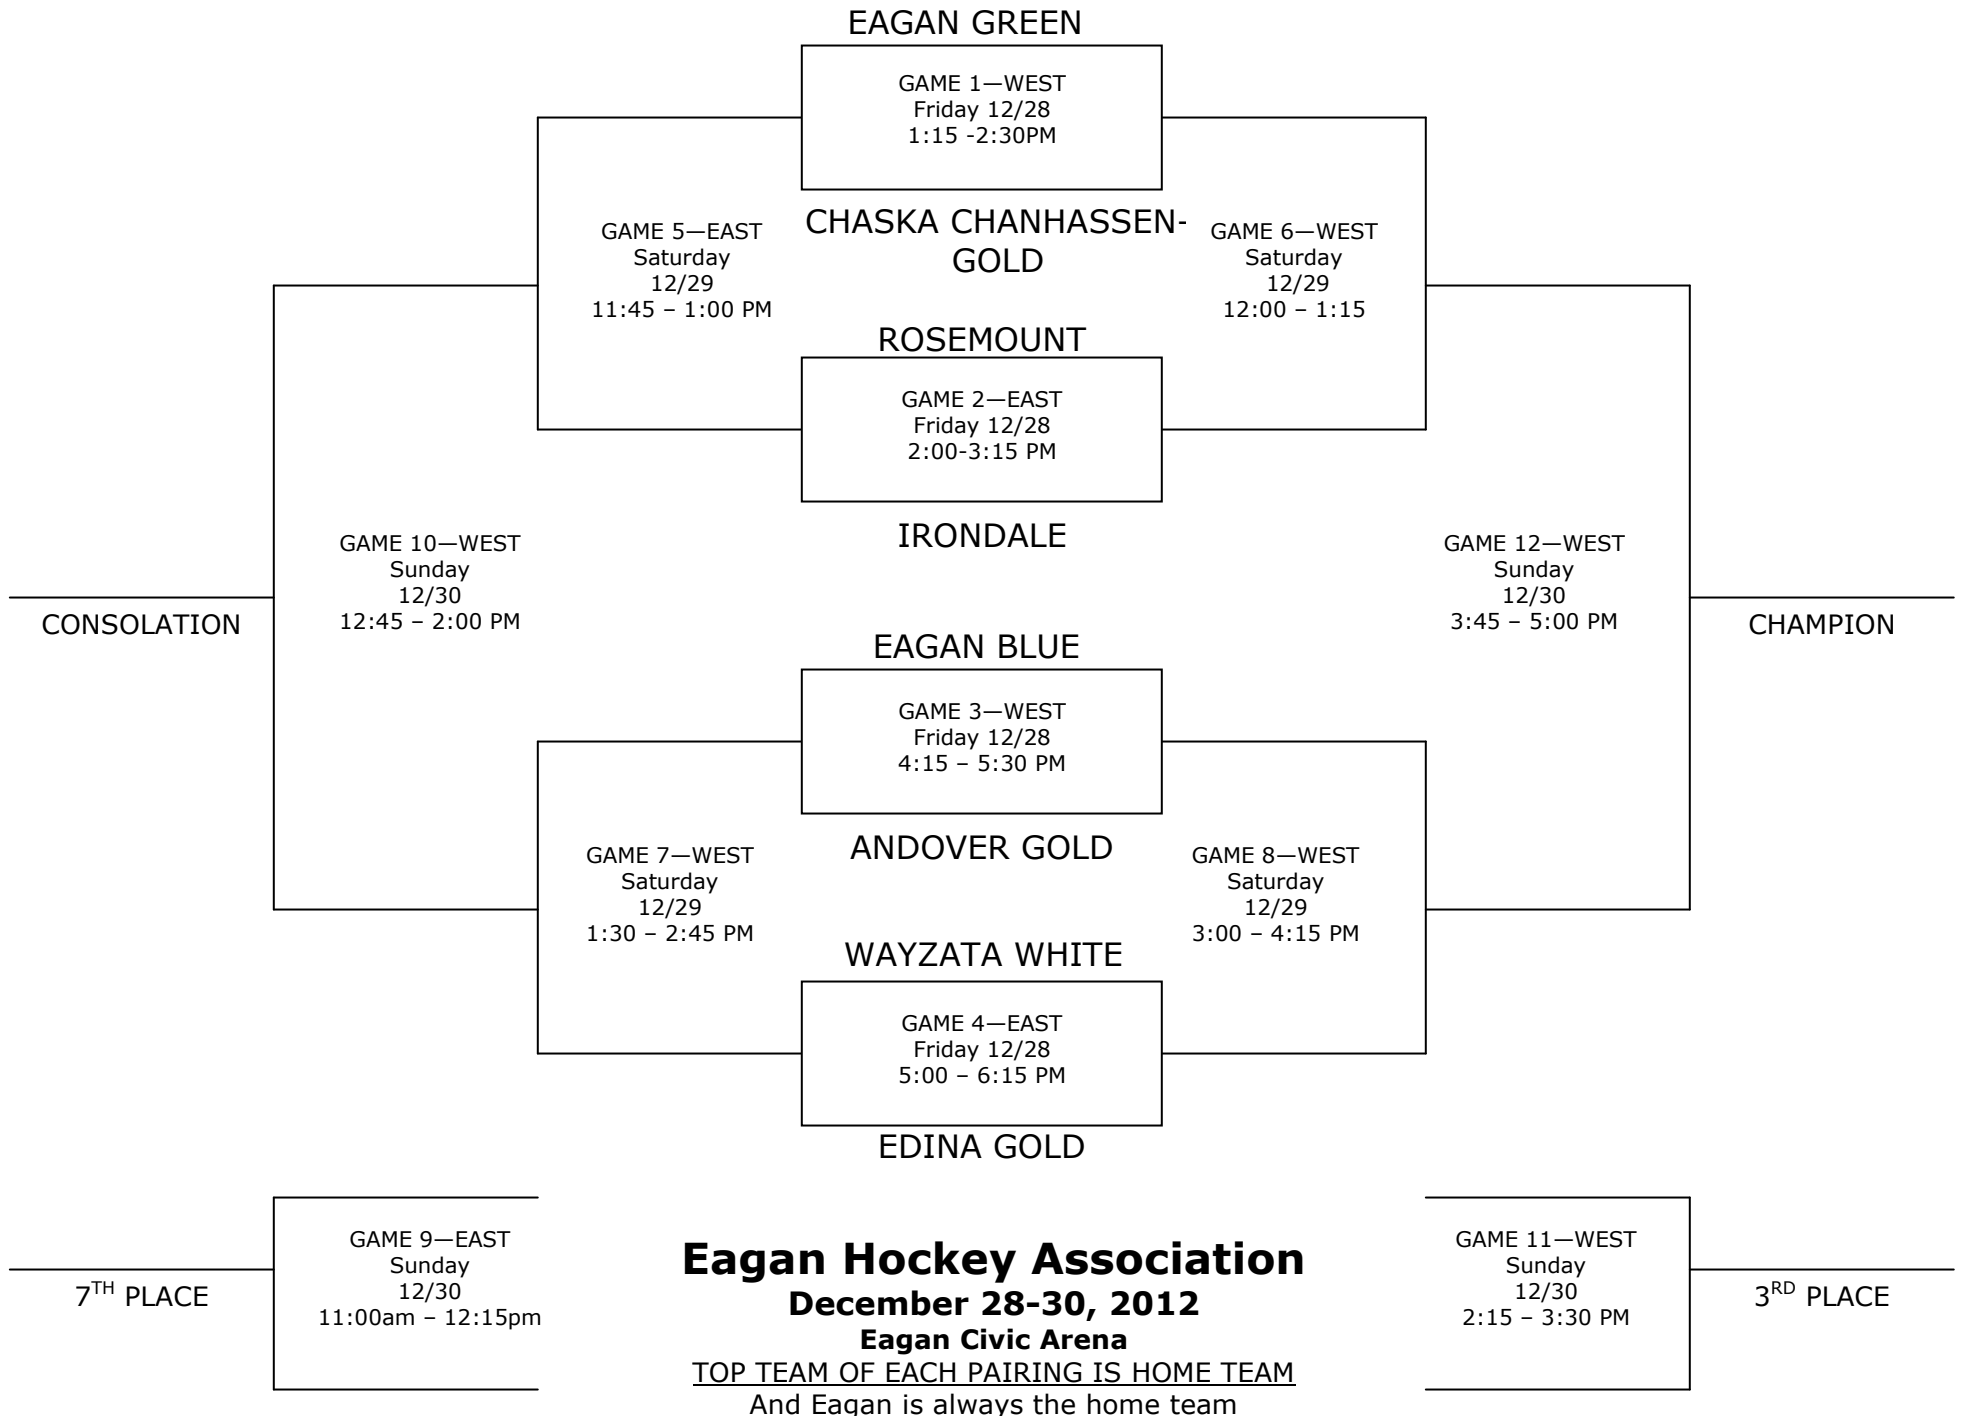 EAGAN GREEN
GAME 1—WEST
Friday 12/28
1:15 -2:30PM
CHASKA CHANHASSEN-
GOLD
GAME 5—EAST
Saturday
12/29
11:45 – 1:00 PM
GAME 6—WEST
Saturday
12/29
12:00 – 1:15
ROSEMOUNT
GAME 2—EAST
Friday 12/28
2:00-3:15 PM
IRONDALE
GAME 10—WEST
Sunday
12/30
12:45 – 2:00 PM
CONSOLATION
GAME 12—WEST
Sunday
12/30
3:45 – 5:00 PM
CHAMPION
EAGAN BLUE
GAME 3—WEST
Friday 12/28
4:15 – 5:30 PM
ANDOVER GOLD
GAME 7—WEST
Saturday
12/29
1:30 – 2:45 PM
GAME 8—WEST
Saturday
12/29
3:00 – 4:15 PM
WAYZATA WHITE
GAME 4—EAST
Friday 12/28
5:00 – 6:15 PM
EDINA GOLD
GAME 9—EAST
Sunday
12/30
11:00am – 12:15pm
7TH PLACE
Eagan Hockey Association
December 28-30, 2012
Eagan Civic Arena
TOP TEAM OF EACH PAIRING IS HOME TEAM
And Eagan is always the home team
GAME 11—WEST
Sunday
12/30
2:15 – 3:30 PM
3RD PLACE